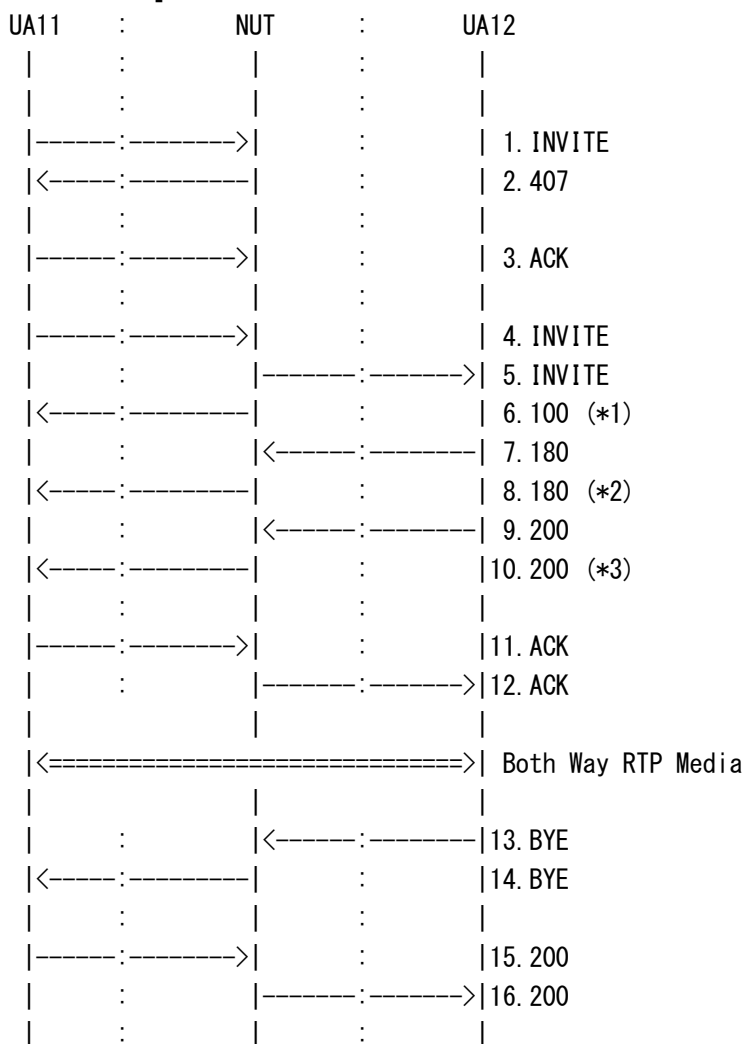 UA11 : NUT : UA12
| : | : |
| : | : |
|------:-------->| : | 1. INVITE
|<-----:---------| : | 2. 407
| : | : |
|------:-------->| : | 3. ACK
| : | : |
|------:-------->| : | 4. INVITE
| : |-------:------->| 5. INVITE
|<-----:---------| : | 6. 100 (*1)
| : |<------:--------| 7. 180
|<-----:---------| : | 8. 180 (*2)
| : |<------:--------| 9. 200
|<-----:---------| : |10. 200 (*3)
| : | : |
|------:-------->| : |11. ACK
| : |-------:------->|12. ACK
| | |
|<===============================>| Both Way RTP Media
| | |
| : |<------:--------|13. BYE
|<-----:---------| : |14. BYE
| : | : |
|------:-------->| : |15. 200
| : |-------:------->|16. 200
| : | : |